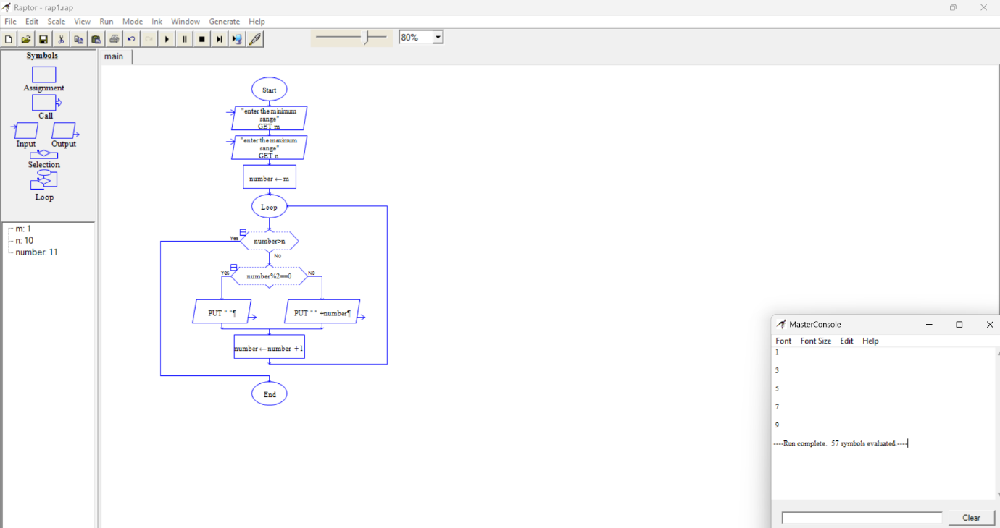 Raptor - rap1.rap
File Edit Scale View Run Mode Ink Window Generate Help
80%
Symbols
main
Assignment
Call
Input Output
Selection
Loop
m: 1
n: 10
number: 11
Start
"enter the minimum
range"
GET m
"enter the maximum
range"
GET n
number ← m
Loop
Yes
number>n
No
Yes
number%2==0
No
PUT " "¶
PUT " " +number¶
number ← number +1
End
MasterConsole
Font Font Size Edit Help
1
3
5
7
9
----Run complete. 57 symbols evaluated.----
Clear